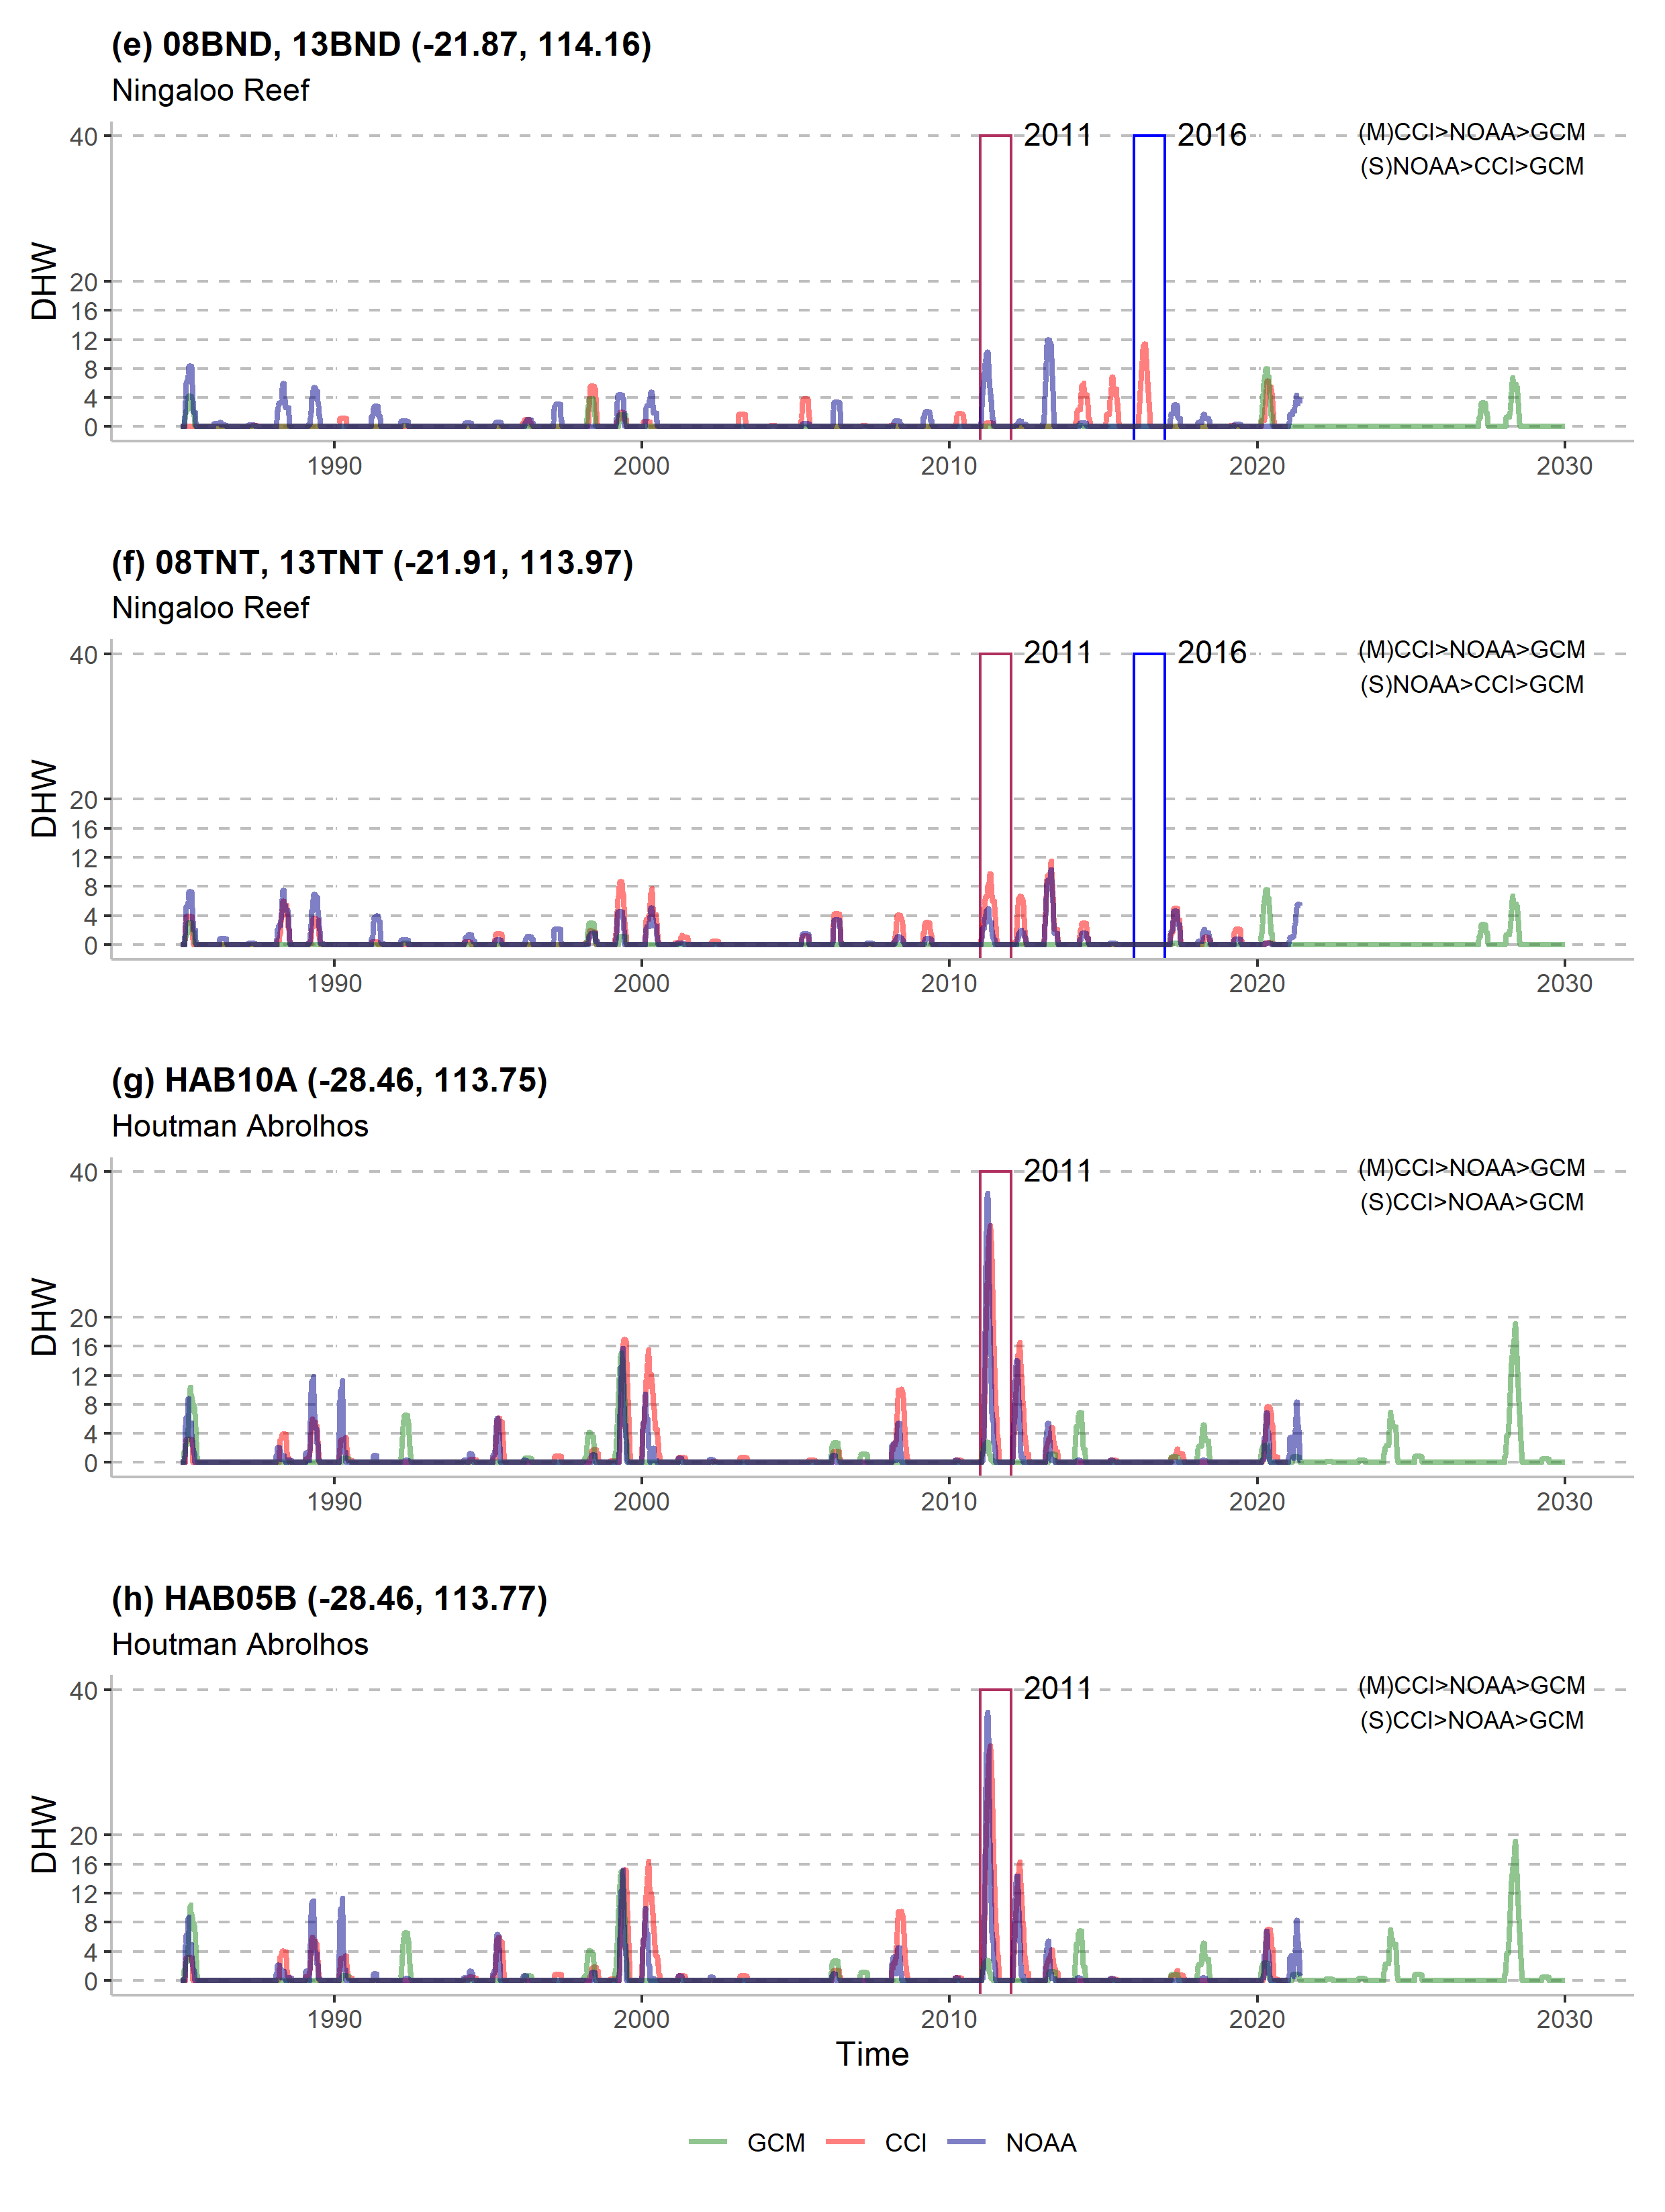 (e) 08BND, 13BND (-21.87, 114.16)
Ningaloo Reef
DHW
40
20
16
12
8
4
0
2011
2016
(M)CCI>NOAA>GCM
(S)NOAA>CCI>GCM
1990 2000 2010 2020 2030
(f) 08TNT, 13TNT (-21.91, 113.97)
Ningaloo Reef
DHW
40
20
16
12
8
4
0
2011
2016
(M)CCI>NOAA>GCM
(S)NOAA>CCI>GCM
1990 2000 2010 2020 2030
(g) HAB10A (-28.46, 113.75)
Houtman Abrolhos
DHW
40
20
16
12
8
4
0
2011
(M)CCI>NOAA>GCM
(S)CCI>NOAA>GCM
1990 2000 2010 2020 2030
(h) HAB05B (-28.46, 113.77)
Houtman Abrolhos
DHW
40
20
16
12
8
4
0
2011
(M)CCI>NOAA>GCM
(S)CCI>NOAA>GCM
1990 2000 2010 2020 2030
Time
GCM CCI NOAA